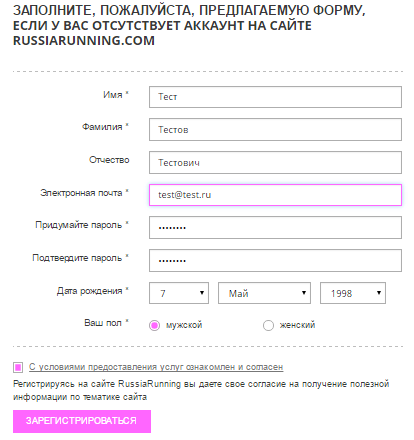 ЗАПОЛНИТЕ, ПОЖАЛУЙСТА, ПРЕДЛАГАЕМУЮ ФОРМУ,
ЕСЛИ У ВАС ОТСУТСТВУЕТ АККАУНТ НА САЙТЕ
RUSSIARUNNING.COM
Имя * Тест
Фамилия * Тестов
Отчество Тестович
Электронная почта * test@test.ru
Придумайте пароль * ••••••••
Подтвердите пароль * ••••••••
Дата рождения * 7 Май 1998
Ваш пол * мужской женский
С условиями предоставления услуг ознакомлен и согласен
Регистрируясь на сайте RussiaRunning вы даете свое согласие на получение полезной
информации по тематике сайта
ЗАРЕГИСТРИРОВАТЬСЯ